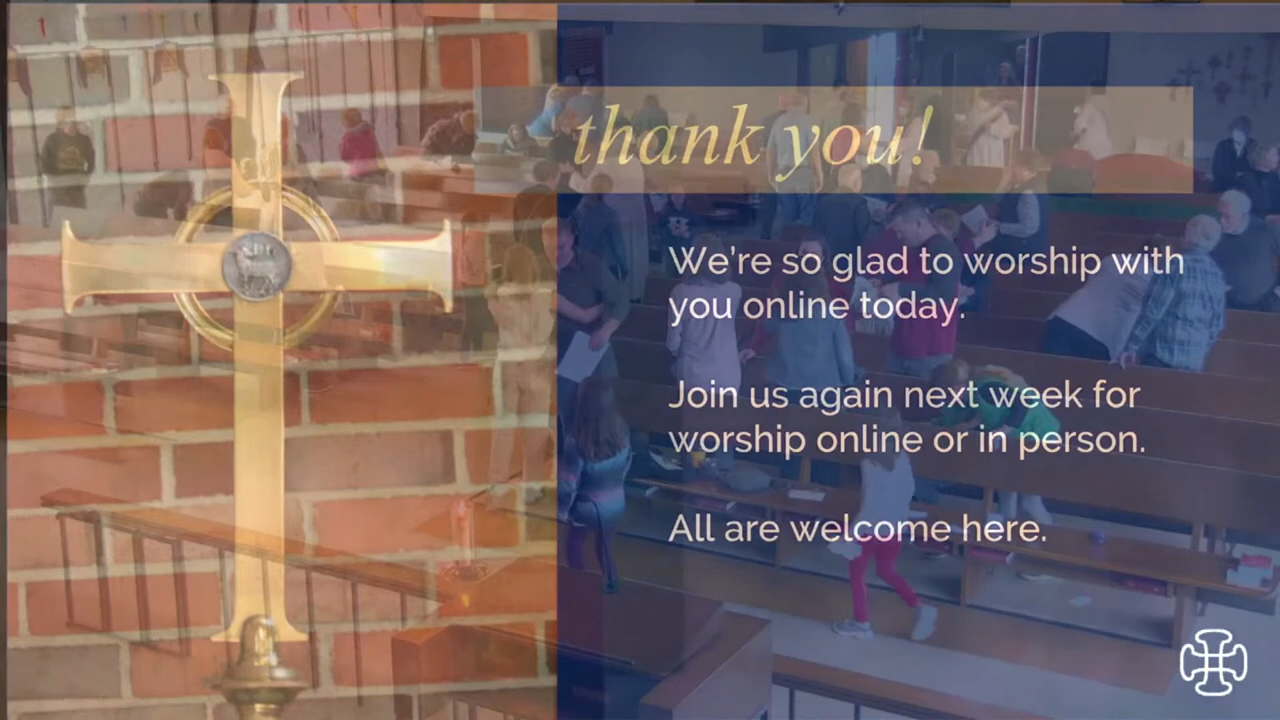 thank you!
We're so glad to worship with
you online today.
Join us again next week for
worship online or in person.
All are welcome here.